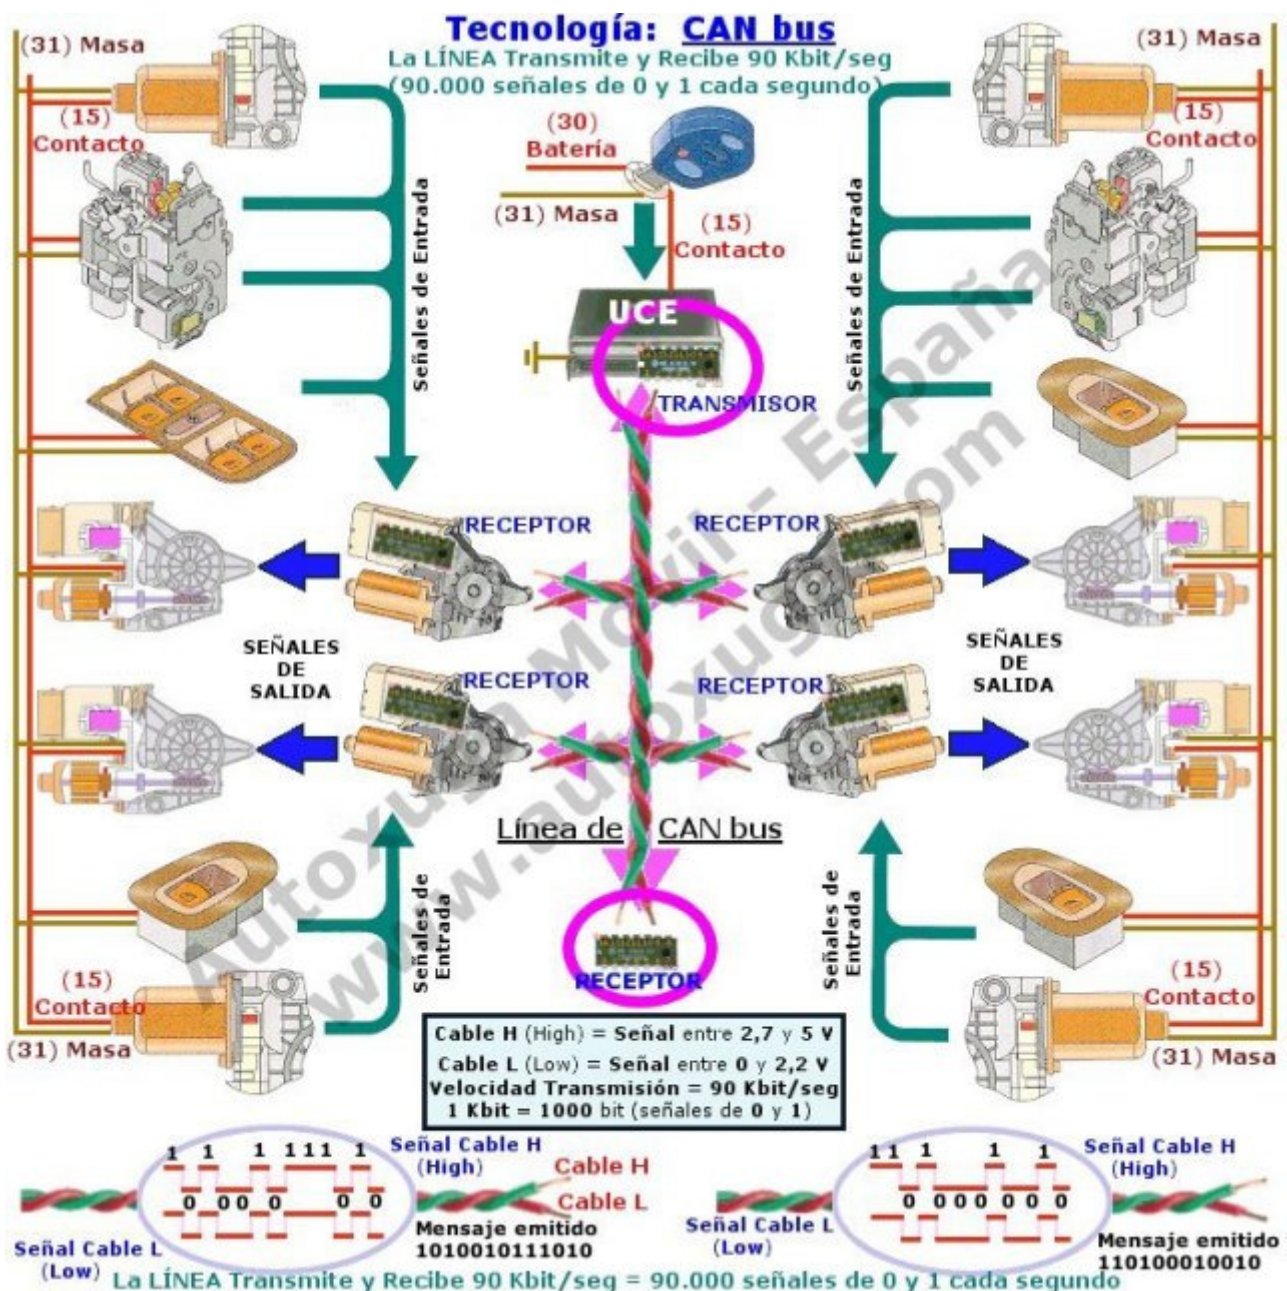 Tecnología: CAN bus
La LÍNEA Transmite y Recibe 90 Kbit/seg
(90.000 señales de 0 y 1 cada segundo)
(31) Masa
(15)
Contacto
(31) Masa
(15)
Contacto
(30)
Batería
(31) Masa
(15)
Contacto
Señales de Entrada
Señales de Entrada
UCE
TRANSMISOR
RECEPTOR
RECEPTOR
SEÑALES
DE
SALIDA
SEÑALES
DE
SALIDA
RECEPTOR
RECEPTOR
Línea de CAN bus
Señales de
Entrada
Señales de
Entrada
RECEPTOR
(15)
Contacto
(31) Masa
(15)
Contacto
(31) Masa
Cable H (High) = Señal entre 2,7 y 5 V
Cable L (Low) = Señal entre 0 y 2,2 V
Velocidad Transmisión = 90 Kbit/seg
1 Kbit = 1000 bit (señales de 0 y 1)
1 1 1 1 1 1 1
0 0 0 0 0 0
Señal Cable H
(High)
Cable H
Cable L
Señal Cable L
(Low)
Mensaje emitido
1010010111010
1 1 1 1 1
0 0 0 0 0 0 0
Señal Cable H
(High)
Señal Cable L
(Low)
Mensaje emitido
110100010010
La LÍNEA Transmite y Recibe 90 Kbit/seg = 90.000 señales de 0 y 1 cada segundo
Autoxuga Móvil - España
www.autoxuga.com